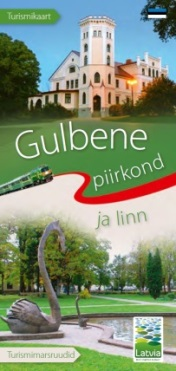 Turismikaart
Gulbene
piirkond
ja linn
Turismimarsruudid
Latvia